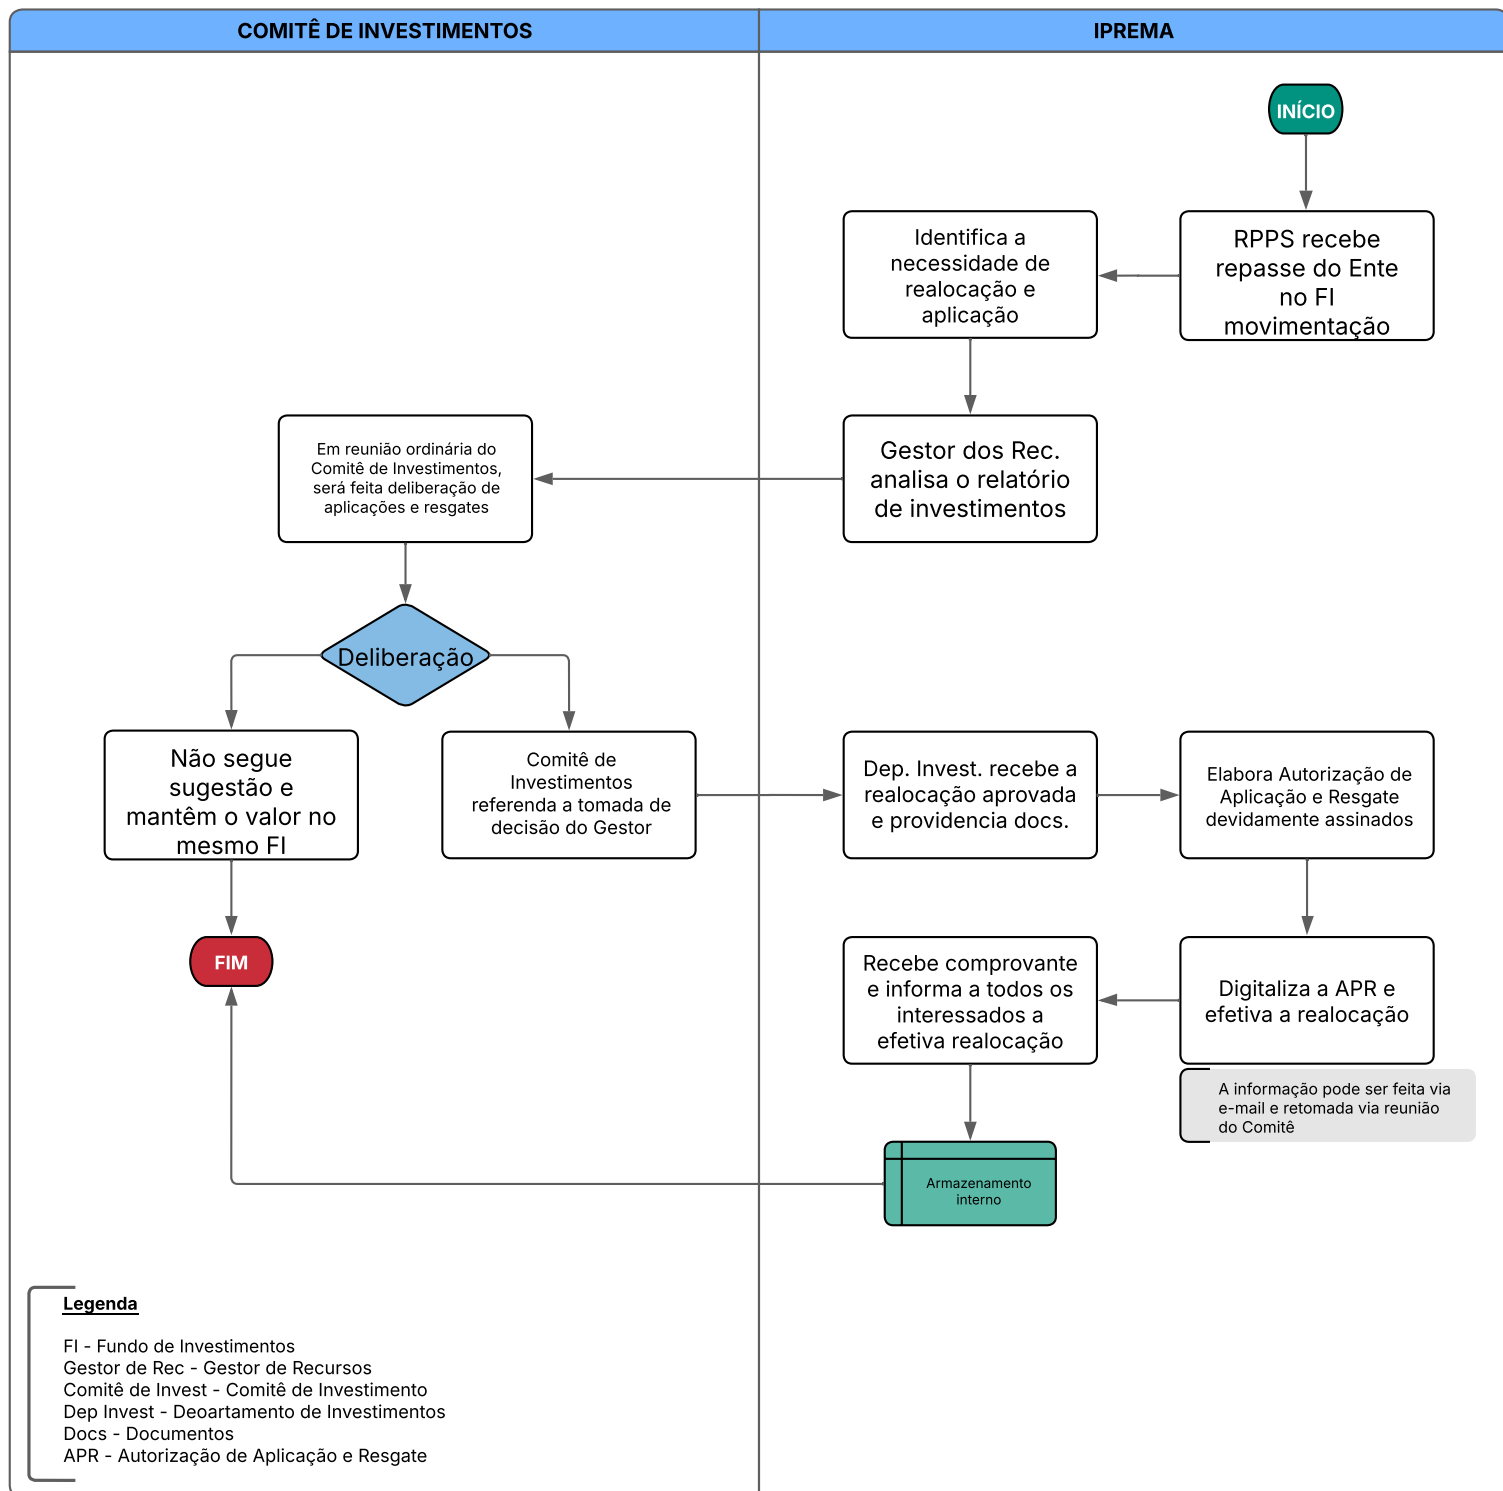 COMITÊ DE INVESTIMENTOS
IPREMA
INÍCIO
RPPS recebe
repasse do Ente
no FI
movimentação
Identifica a
necessidade de
realocação e
aplicação
Gestor dos Rec.
analisa o relatório
de investimentos
Em reunião ordinária do
Comitê de Investimentos,
será feita deliberação de
aplicações e resgates
Deliberação
Não segue
sugestão e
mantêm o valor no
mesmo FI
Comitê de
Investimentos
referenda a tomada de
decisão do Gestor
Dep. Invest. recebe a
realocação aprovada
e providencia docs.
Elabora Autorização de
Aplicação e Resgate
devidamente assinados
FIM
Recebe comprovante
e informa a todos os
interessados a
efetiva realocação
Digitaliza a APR e
efetiva a realocação
A informação pode ser feita via
e-mail e retomada via reunião
do Comitê
Armazenamento
interno
Legenda
FI - Fundo de Investimentos
Gestor de Rec - Gestor de Recursos
Comitê de Invest - Comitê de Investimento
Dep Invest - Deoartamento de Investimentos
Docs - Documentos
APR - Autorização de Aplicação e Resgate